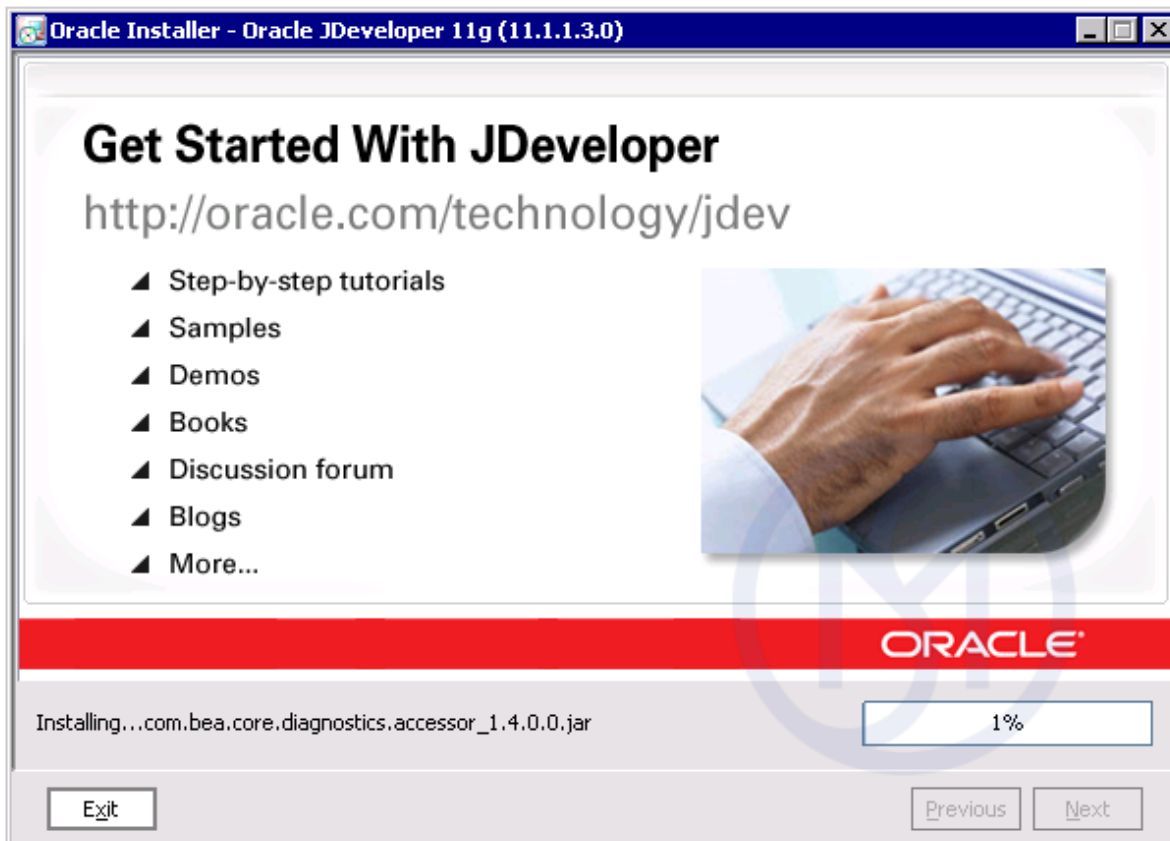 Oracle Installer - Oracle JDeveloper 11g (11.1.1.3.0)
Get Started With JDeveloper
http://oracle.com/technology/jdev
Step-by-step tutorials
Samples
Demos
Books
Discussion forum
Blogs
More...
ORACLE
Installing...com.bea.core.diagnostics.accessor_1.4.0.0.jar
1%
Exit
Previous
Next